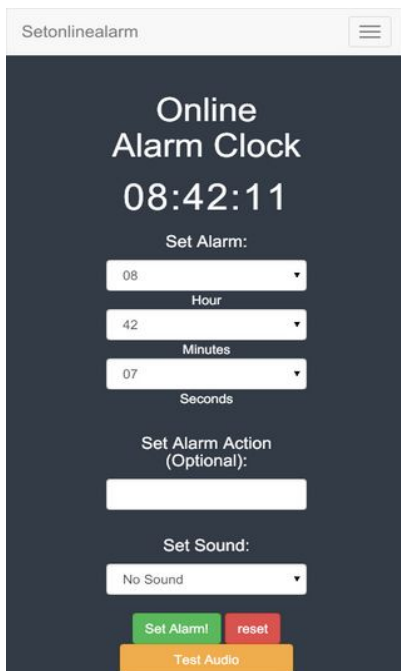 Setonlinealarm
Online
Alarm Clock
08:42:11
Set Alarm:
08
Hour
42
Minutes
07
Seconds
Set Alarm Action
(Optional):
Set Sound:
No Sound
Set Alarm! reset
Test Audio